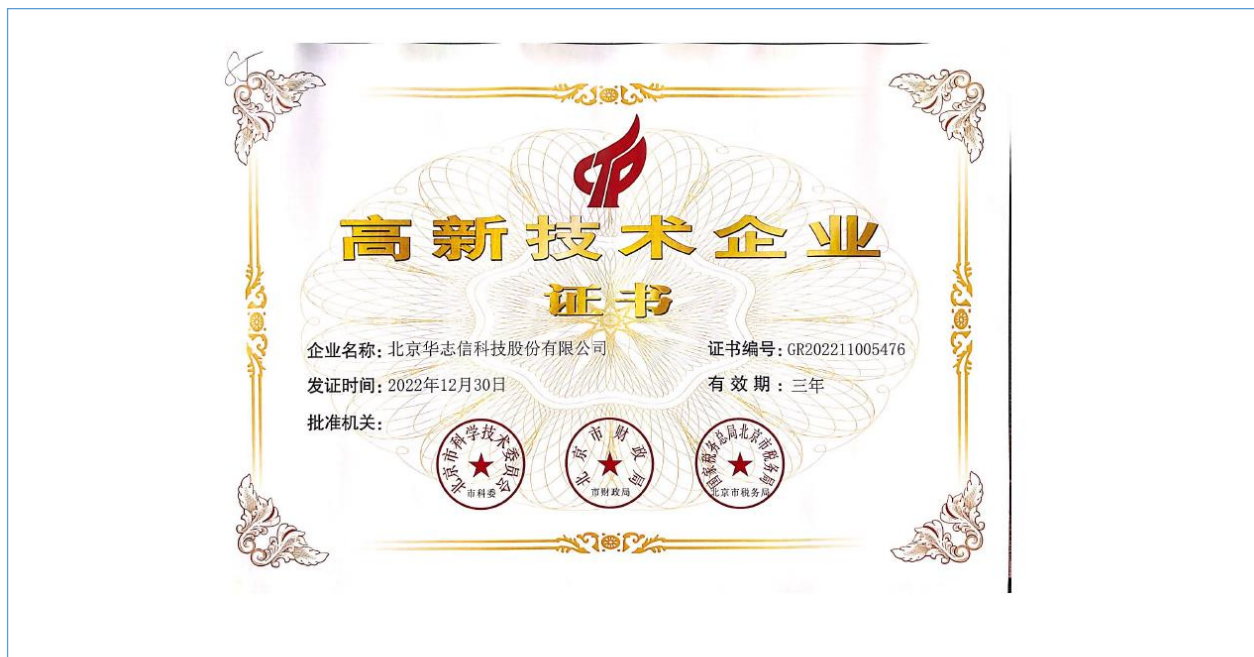 CTP
高新技术企业
证书
企业名称: 北京华志信科技股份有限公司
证书编号: GR202211005476
发证时间: 2022年12月30日
有效期: 三年
批准机关:
北京市科学技术委员会
市科委
北京市财政局
市财政局
国家税务总局北京市税务局
北京市税务局